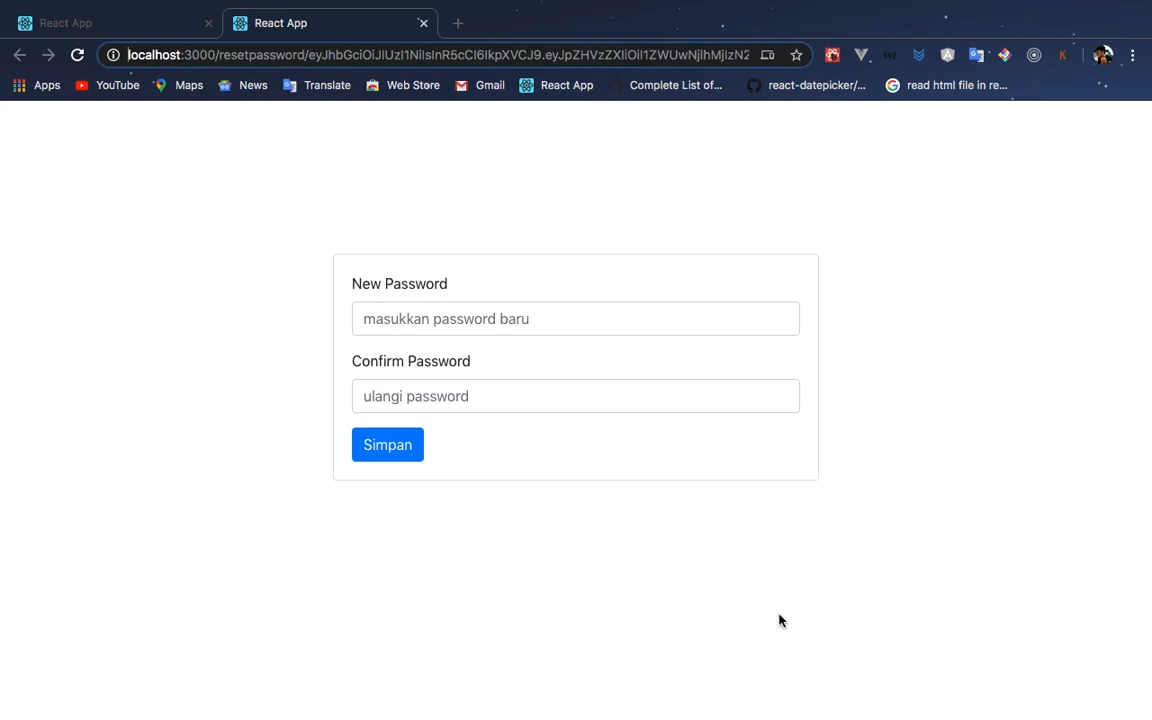 React App
React App
localhost:3000/resetpassword/eyJhbGciOiJIUzI1NiIsInR5cCI6IkpXVCJ9.eyJpZHVzZXIiOiI1ZWUwNjlhMjIzN2
Apps YouTube Maps News Translate Web Store Gmail React App Complete List of... react-datepicker/... read html file in re...
New Password
masukkan password baru
Confirm Password
ulangi password
Simpan